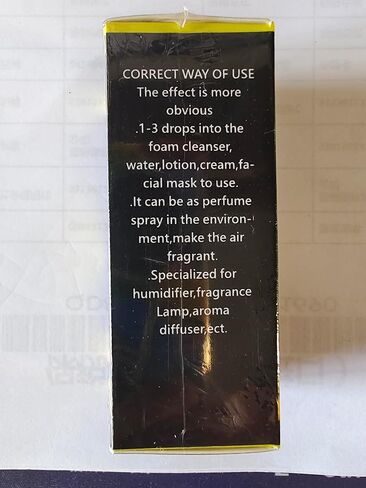 CORRECT WAY OF USE
The effect is more
obvious
.1-3 drops into the
foam cleanser,
water,lotion,cream,fa-
cial mask to use.
.It can be as perfume
spray in the environ-
ment,make the air
fragrant.
.Specialized for
humidifier,fragrance
Lamp,aroma
diffuser,ect.